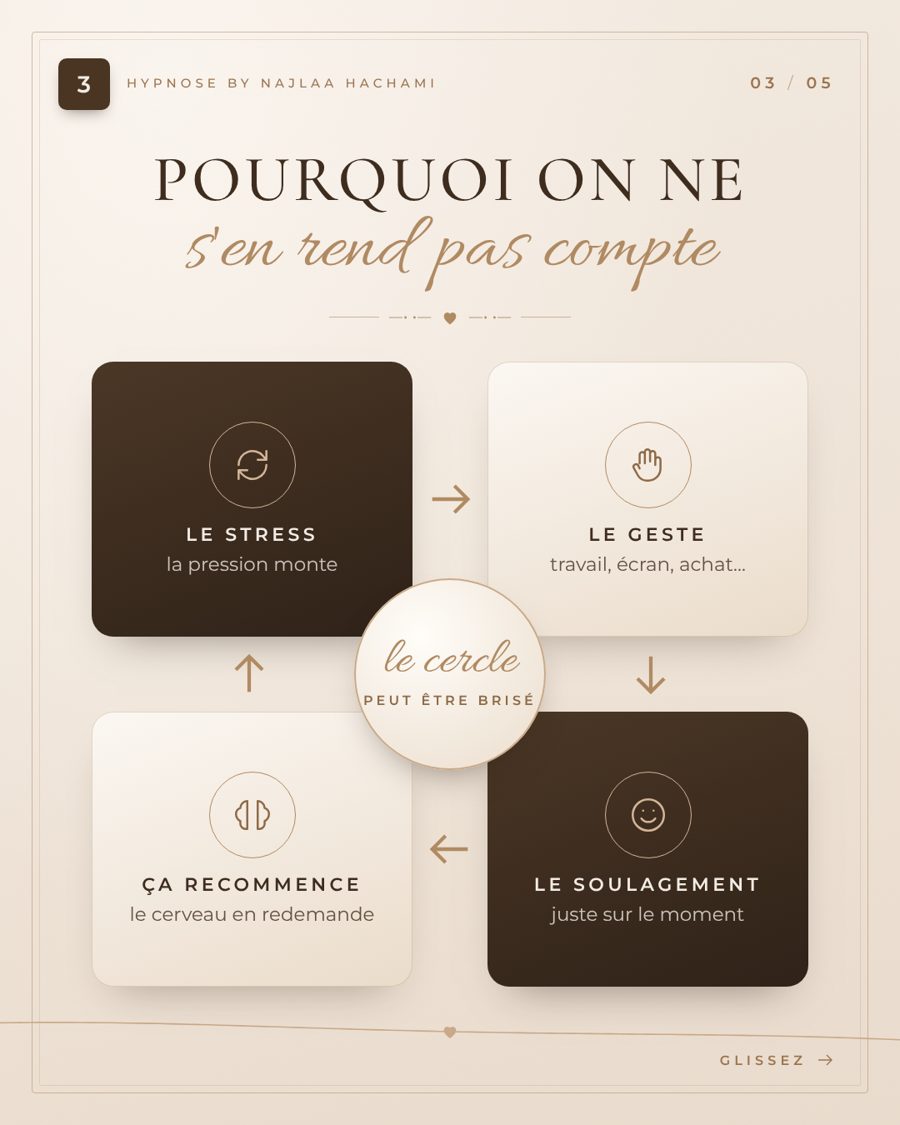 3
HYPNOSE BY NAJLAA HACHAMI
03 / 05
POURQUOI ON NE
s'en rend pas compte
LE STRESS
la pression monte
LE GESTE
travail, écran, achat...
le cercle
PEUT ÊTRE BRISÉ
ÇA RECOMMENCE
le cerveau en redemande
LE SOULAGEMENT
juste sur le moment
GLISSEZ →